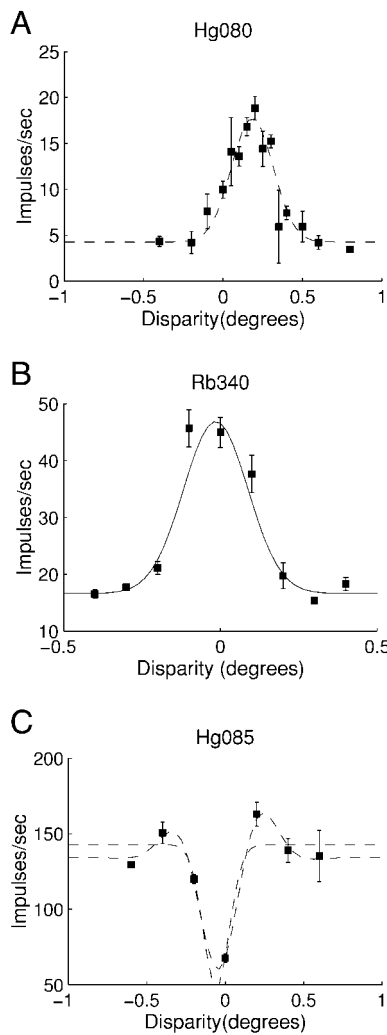 A
Hg080
Impulses/sec
25
20
15
10
5
0
−1 −0.5 0 0.5 1
Disparity(degrees)
B
Rb340
Impulses/sec
50
40
30
20
10
−0.5 0 0.5
Disparity (degrees)
C
Hg085
Impulses/sec
200
150
100
50
−1 −0.5 0 0.5 1
Disparity(degrees)